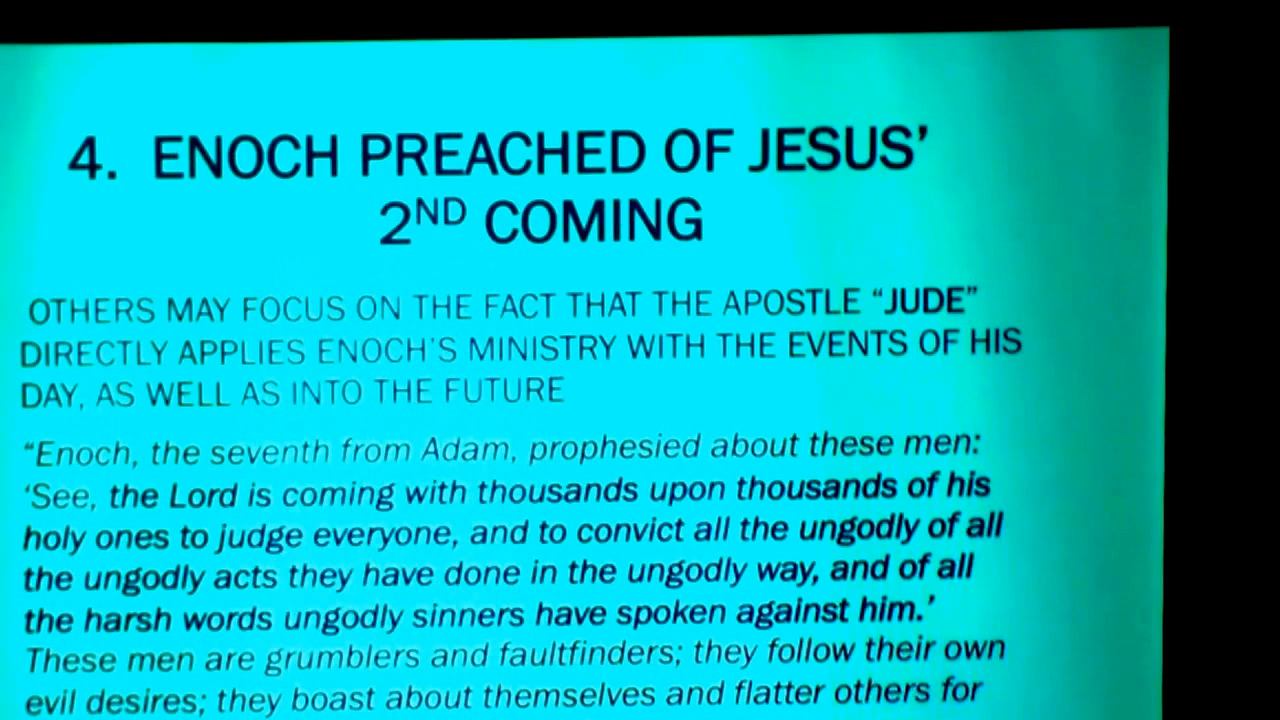 4. ENOCH PREACHED OF JESUS’
2ND COMING
OTHERS MAY FOCUS ON THE FACT THAT THE APOSTLE “JUDE”
DIRECTLY APPLIES ENOCH’S MINISTRY WITH THE EVENTS OF HIS
DAY, AS WELL AS INTO THE FUTURE
“Enoch, the seventh from Adam, prophesied about these men:
‘See, the Lord is coming with thousands upon thousands of his
holy ones to judge everyone, and to convict all the ungodly of all
the ungodly acts they have done in the ungodly way, and of all
the harsh words ungodly sinners have spoken against him.’
These men are grumblers and faultfinders; they follow their own
evil desires; they boast about themselves and flatter others for